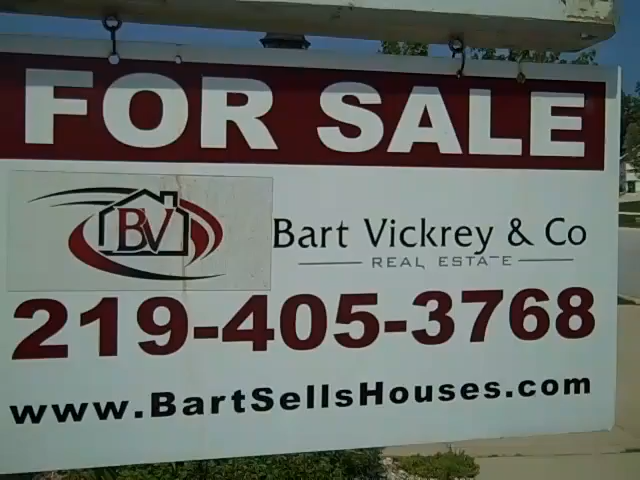 FOR SALE
BV
Bart Vickrey & Co
REAL ESTATE
219-405-3768
www.BartSellsHouses.com